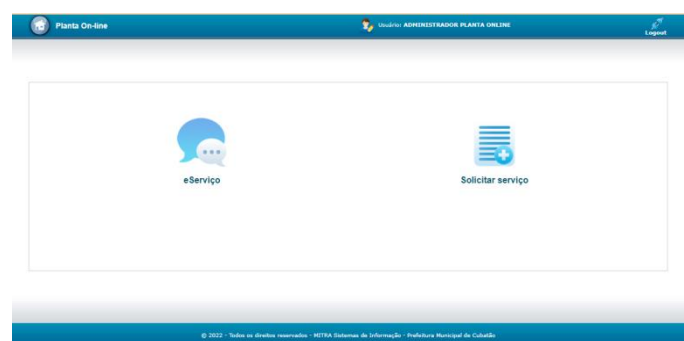 Planta On-line
Usuário: ADMINISTRADOR PLANTA ONLINE
Logout
eServiço
Solicitar serviço
© 2022 - Todos os direitos reservados - MITRA Sistemas de Informação - Prefeitura Municipal de Cubatão